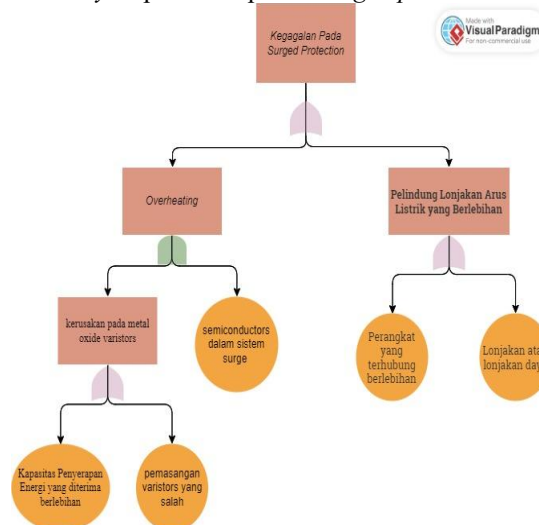 Kegagalan Pada
Surged Protection
Made with
Visual Paradigm
For non-commercial use
Overheating
Pelindung Lonjakan Arus
Listrik yang Berlebihan
kerusakan pada metal
oxide varistors
semiconductors
dalam sistem
surge
Perangkat
yang
terhubung
berlebihan
Lonjakan
lonjakan
Kapasitas Penyerapan
Energi yang diterima
berlebihan
pemasangan
varistors yang
salah